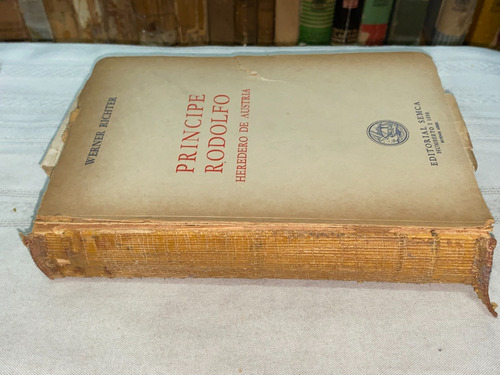 WERNER RICHTER
PRINCIPE
RODOLFO
HEREDERO DE AUSTRIA
EDITORIAL SEMCA